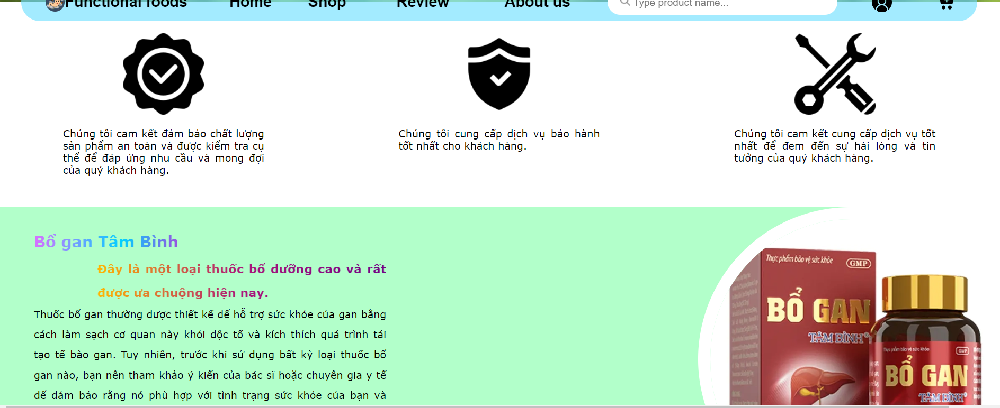 Functional foods Home Shop Review About us Type product name...
Chúng tôi cam kết đảm bảo chất lượng
sản phẩm an toàn và được kiểm tra cụ
thể để đáp ứng nhu cầu và mong đợi
của quý khách hàng.
Chúng tôi cung cấp dịch vụ bảo hành
tốt nhất cho khách hàng.
Chúng tôi cam kết cung cấp dịch vụ tốt
nhất để đem đến sự hài lòng và tin
tưởng của quý khách hàng.
Bổ gan Tâm Bình
Đây là một loại thuốc bổ dưỡng cao và rất
được ưa chuộng hiện nay.
Thuốc bổ gan thường được thiết kế để hỗ trợ sức khỏe của gan bằng
cách làm sạch cơ quan này khỏi độc tố và kích thích quá trình tái
tạo tế bào gan. Tuy nhiên, trước khi sử dụng bất kỳ loại thuốc bổ
gan nào, bạn nên tham khảo ý kiến của bác sĩ hoặc chuyên gia y tế
để đảm bảo rằng nó phù hợp với tình trạng sức khỏe của bạn và
Thực phẩm bảo vệ sức khỏe GMP
BỔ GAN
TÂM BÌNH®
Thực phẩm bảo vệ sức khỏe GMP
BỔ GAN
TÂM BÌNH®